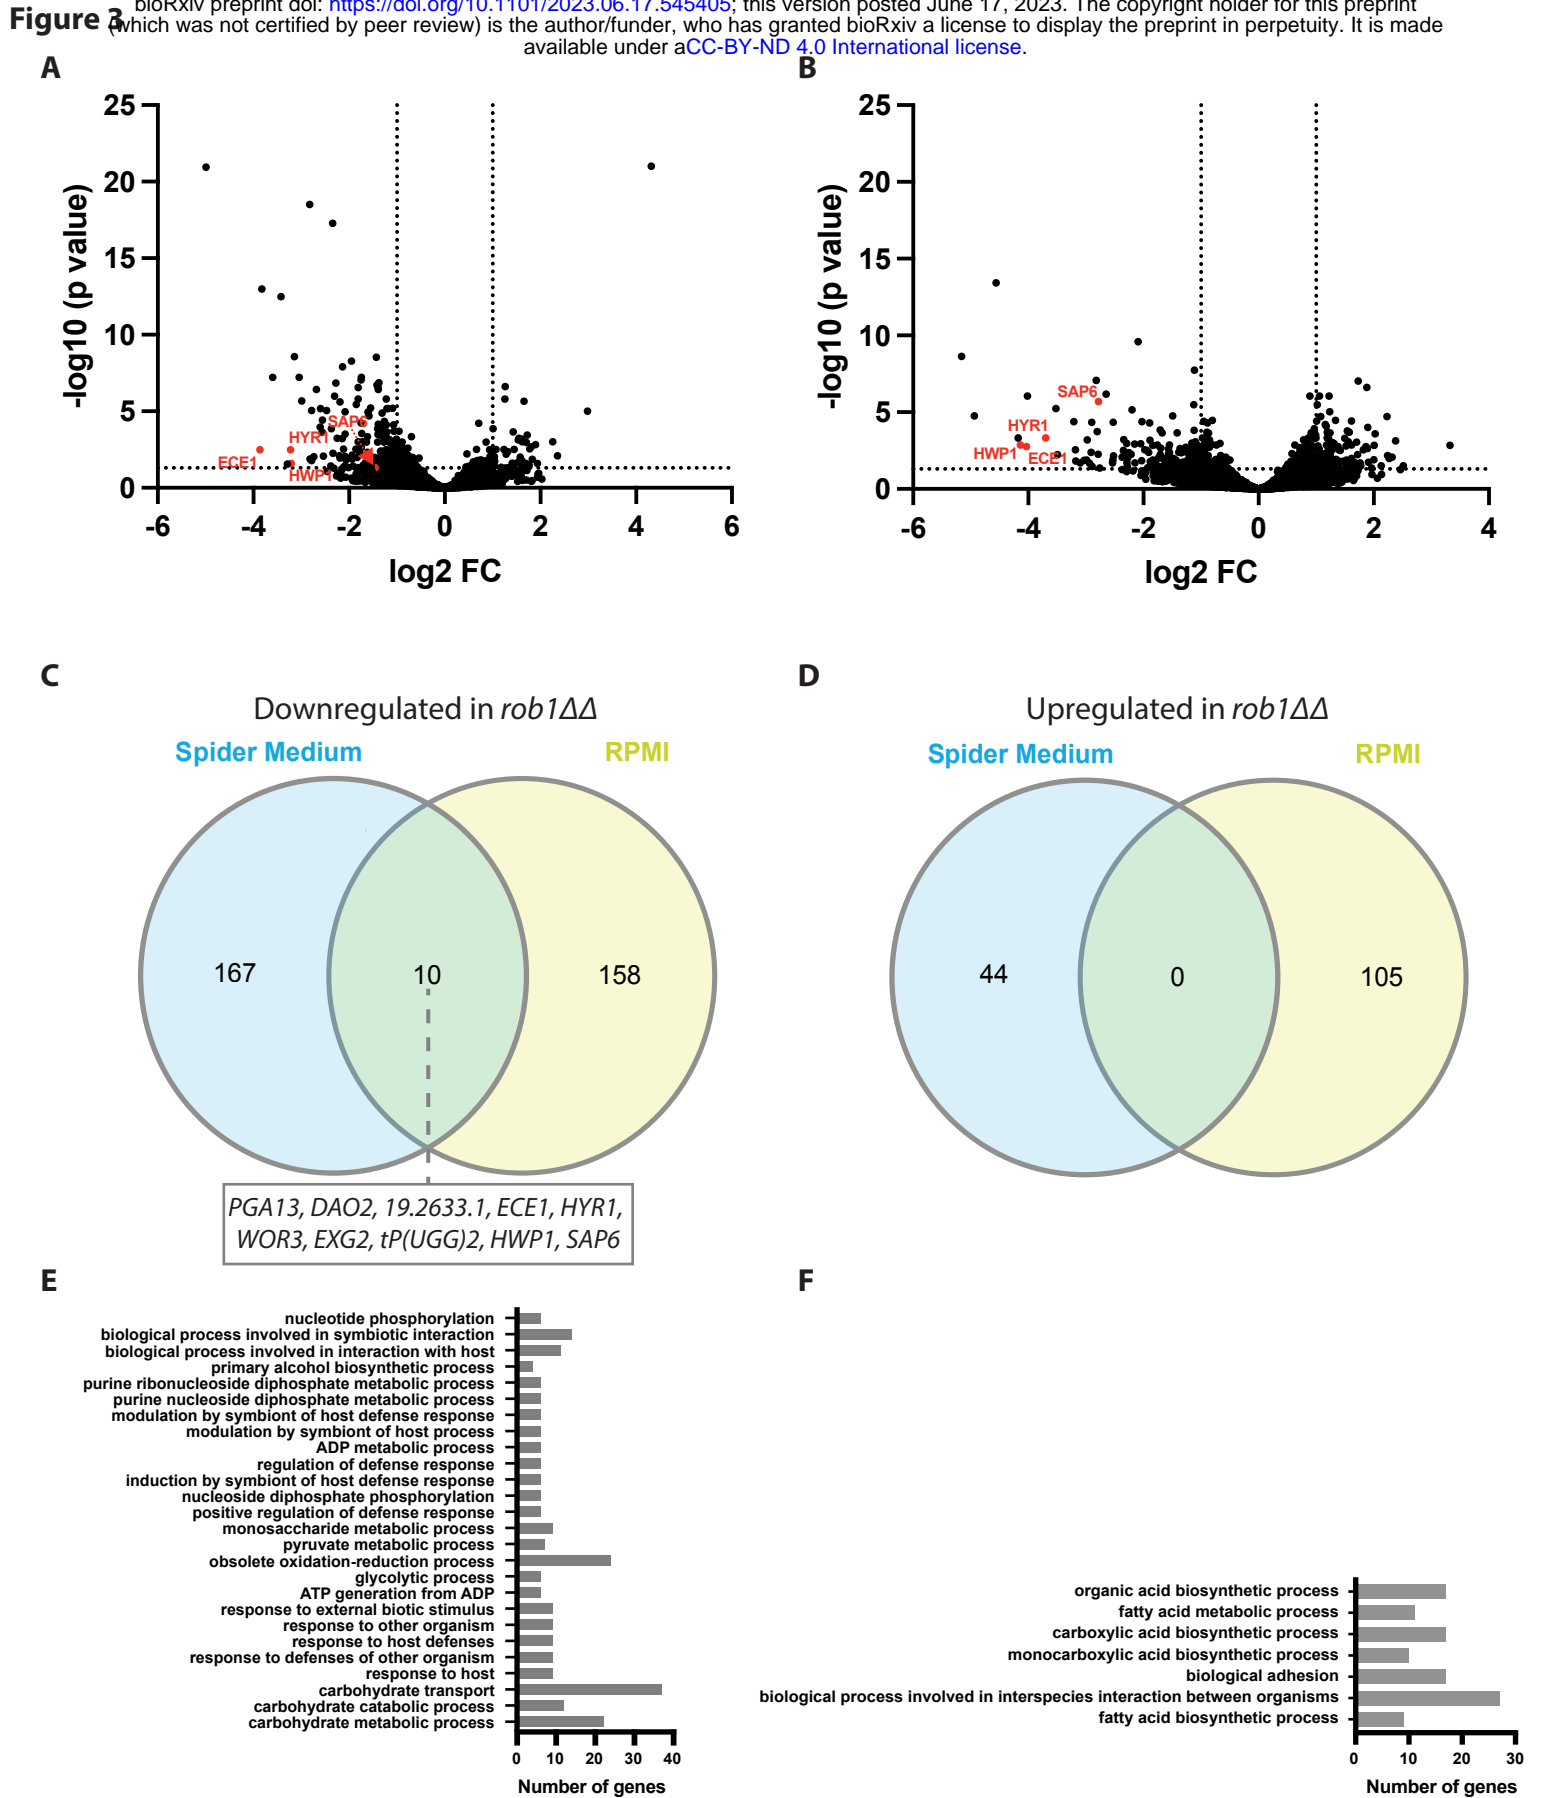 bioRxiv preprint doi: https://doi.org/10.1101/2023.06.17.545405; this version posted June 17, 2023. The copyright holder for this preprint
Figure 3
(which was not certified by peer review) is the author/funder, who has granted bioRxiv a license to display the preprint in perpetuity. It is made
available under aCC-BY-ND 4.0 International license.
A
25
20
15
10
5
0
-log10 (p value)
SAP6
HYR1
ECE1
HWP1
-6 -4 -2 0 2 4 6
log2 FC
B
25
20
15
10
5
0
-log10 (p value)
SAP6
HYR1
HWP1
ECE1
-6 -4 -2 0 2 4
log2 FC
C
Downregulated in rob1ΔΔ
Spider Medium RPMI
167 10 158
PGA13, DAO2, 19.2633.1, ECE1, HYR1,
WOR3, EXG2, tP(UGG)2, HWP1, SAP6
D
Upregulated in rob1ΔΔ
Spider Medium RPMI
44 0 105
E
nucleotide phosphorylation
biological process involved in symbiotic interaction
biological process involved in interaction with host
primary alcohol biosynthetic process
purine ribonucleoside diphosphate metabolic process
purine nucleoside diphosphate metabolic process
modulation by symbiont of host defense response
modulation by symbiont of host process
ADP metabolic process
regulation of defense response
induction by symbiont of host defense response
nucleoside diphosphate phosphorylation
positive regulation of defense response
monosaccharide metabolic process
pyruvate metabolic process
obsolete oxidation-reduction process
glycolytic process
ATP generation from ADP
response to external biotic stimulus
response to other organism
response to host defenses
response to defenses of other organism
response to host
carbohydrate transport
carbohydrate catabolic process
carbohydrate metabolic process
0 10 20 30 40
Number of genes
F
organic acid biosynthetic process
fatty acid metabolic process
carboxylic acid biosynthetic process
monocarboxylic acid biosynthetic process
biological adhesion
biological process involved in interspecies interaction between organisms
fatty acid biosynthetic process
0 10 20 30
Number of genes